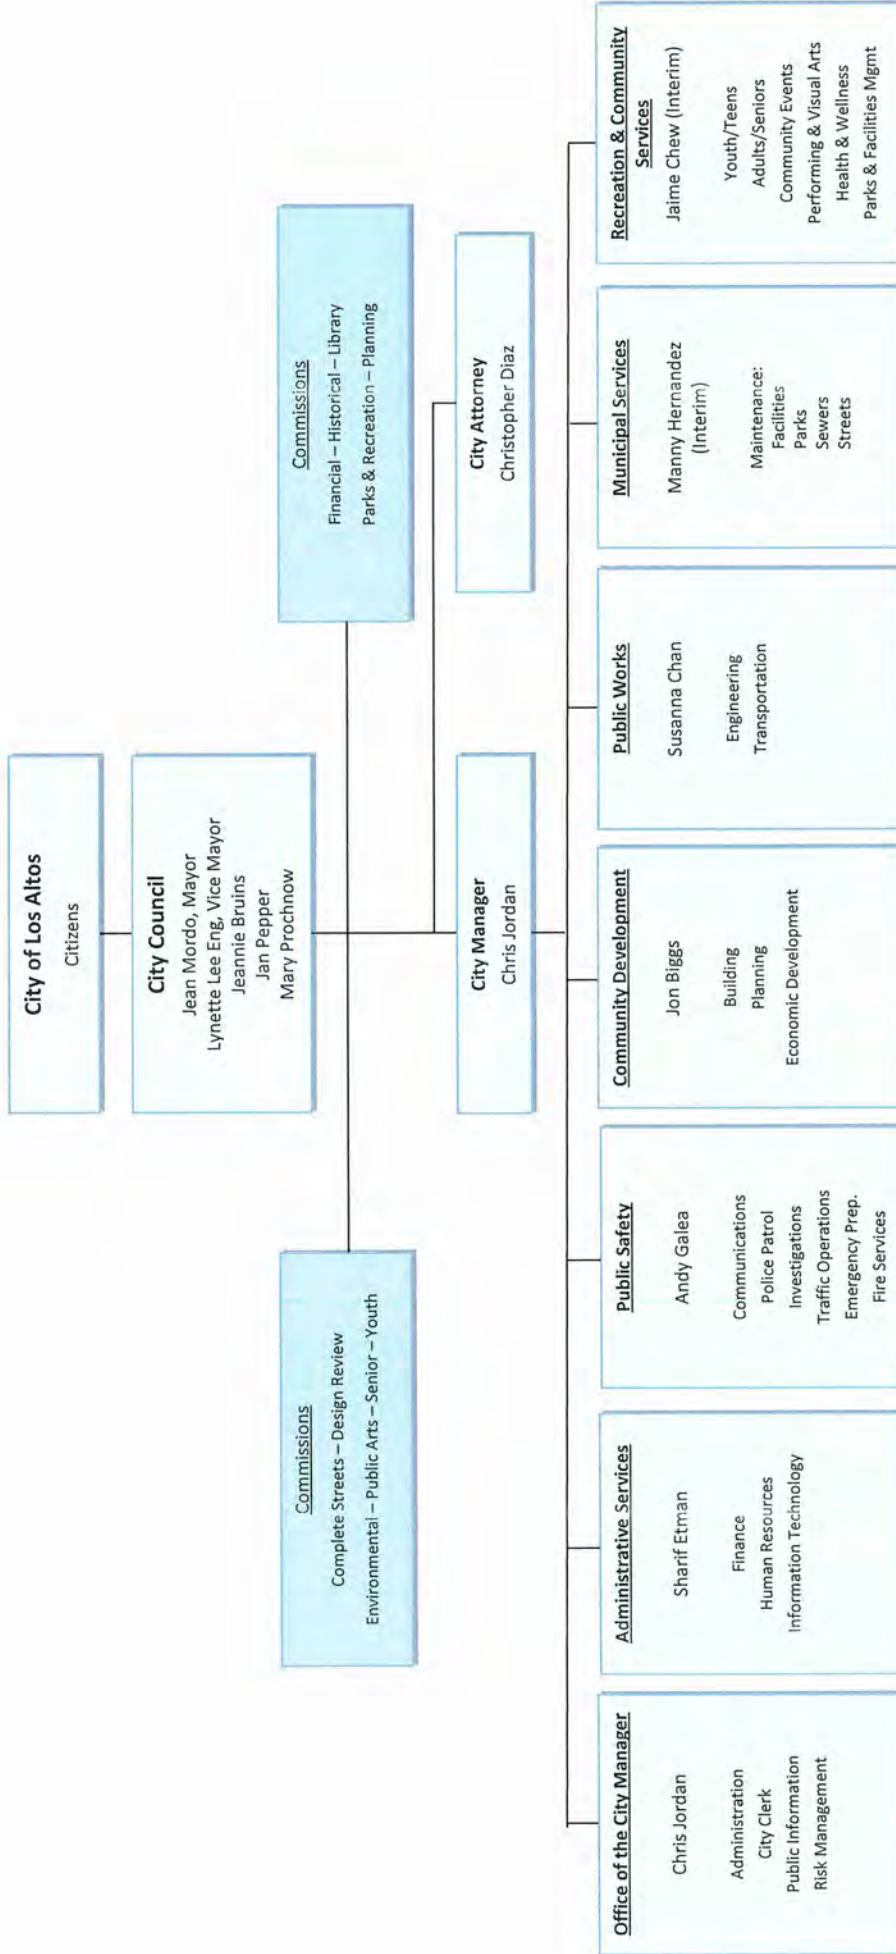 City of Los Altos
Citizens
City Council
Jean Mordo, Mayor
Lynette Lee Eng, Vice Mayor
Jeannie Bruins
Jan Pepper
Mary Prochnow
Commissions
Complete Streets – Design Review
Environmental – Public Arts – Senior – Youth
Commissions
Financial – Historical – Library
Parks & Recreation – Planning
City Manager
Chris Jordan
City Attorney
Christopher Diaz
Office of the City Manager
Chris Jordan
Administration
City Clerk
Public Information
Risk Management
Administrative Services
Sharif Etman
Finance
Human Resources
Information Technology
Public Safety
Andy Galea
Communications
Police Patrol
Investigations
Traffic Operations
Emergency Prep.
Fire Services
Community Development
Jon Biggs
Building
Planning
Economic Development
Public Works
Susanna Chan
Engineering
Transportation
Municipal Services
Manny Hernandez
(Interim)
Maintenance:
Facilities
Parks
Sewers
Streets
Recreation & Community
Services
Jaime Chew (Interim)
Youth/Teens
Adults/Seniors
Community Events
Performing & Visual Arts
Health & Wellness
Parks & Facilities Mgmt